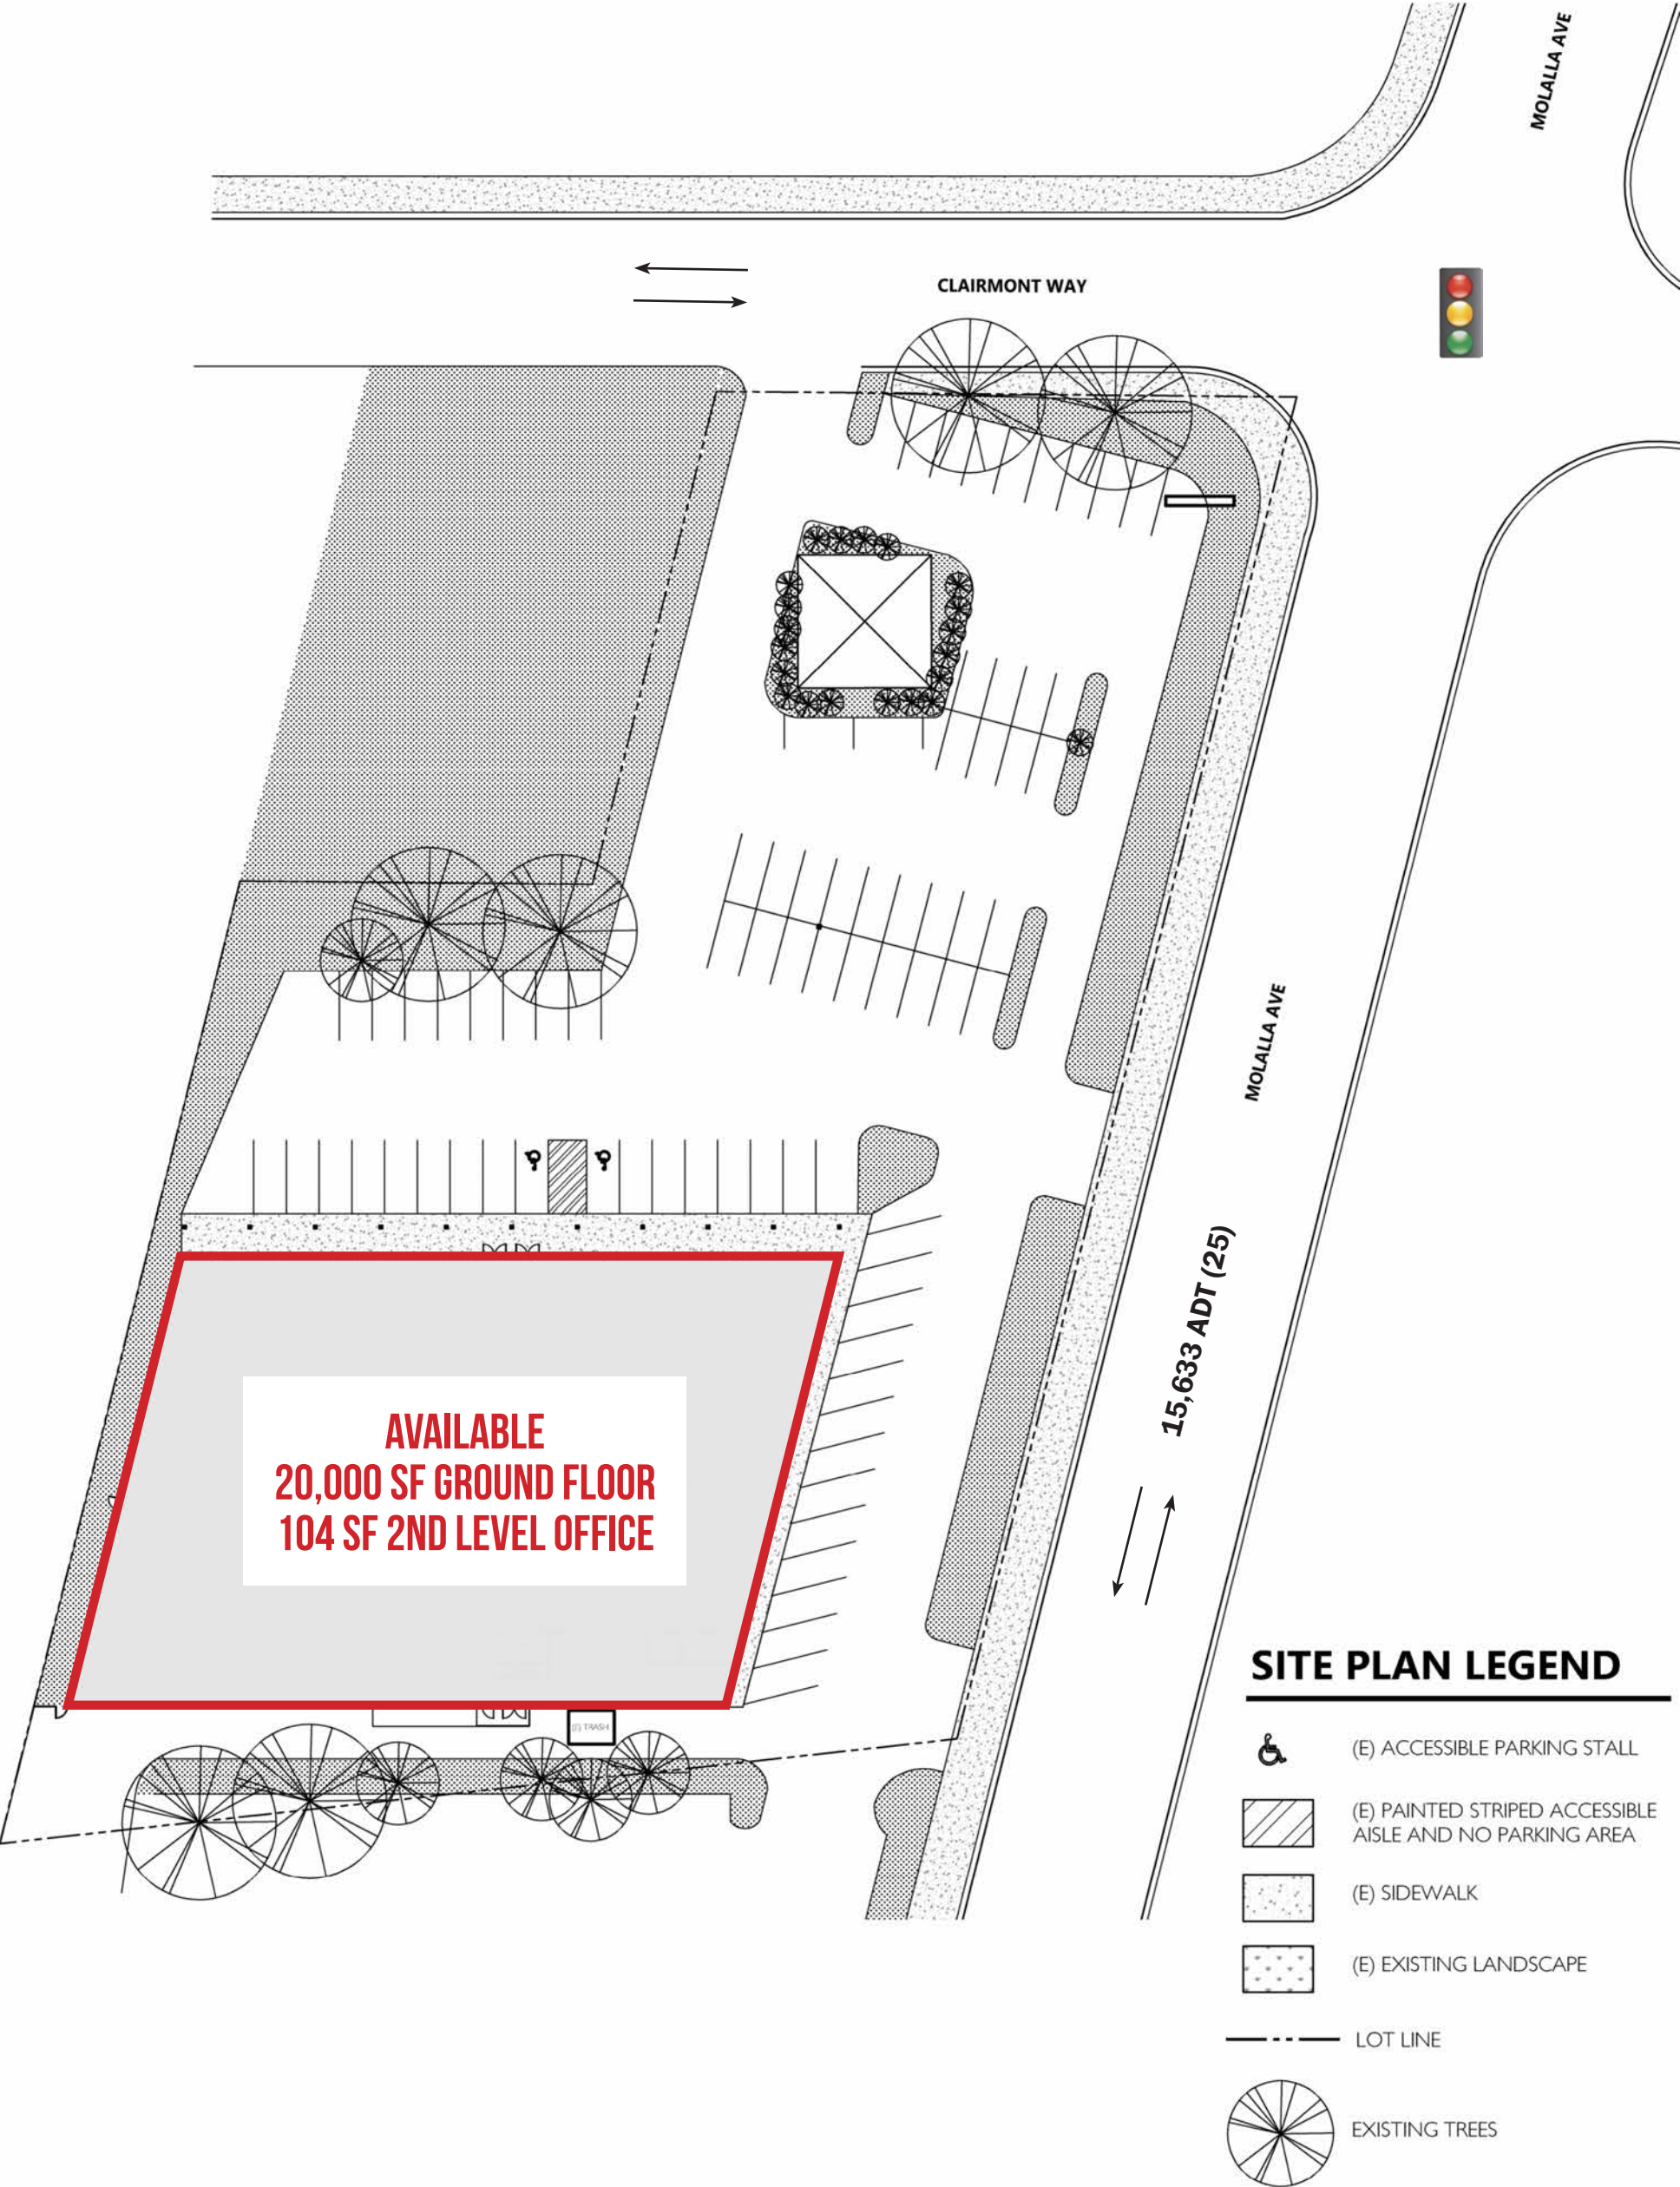 MOLALLA AVE
CLAIRMONT WAY
MOLALLA AVE
15,633 ADT (25)
AVAILABLE
20,000 SF GROUND FLOOR
104 SF 2ND LEVEL OFFICE
(E) TRASH
SITE PLAN LEGEND
(E) ACCESSIBLE PARKING STALL
(E) PAINTED STRIPED ACCESSIBLE
AISLE AND NO PARKING AREA
(E) SIDEWALK
(E) EXISTING LANDSCAPE
LOT LINE
EXISTING TREES